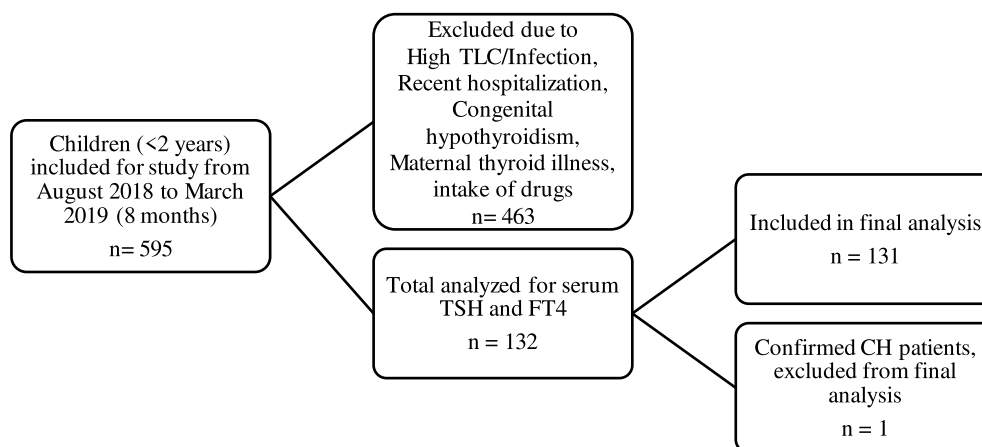 Children (<2 years)
included for study from
August 2018 to March
2019 (8 months)
n= 595
Excluded due to
High TLC/Infection,
Recent hospitalization,
Congenital
hypothyroidism,
Maternal thyroid illness,
intake of drugs
n= 463
Total analyzed for serum
TSH and FT4
n = 132
Included in final analysis
n = 131
Confirmed CH patients,
excluded from final
analysis
n = 1